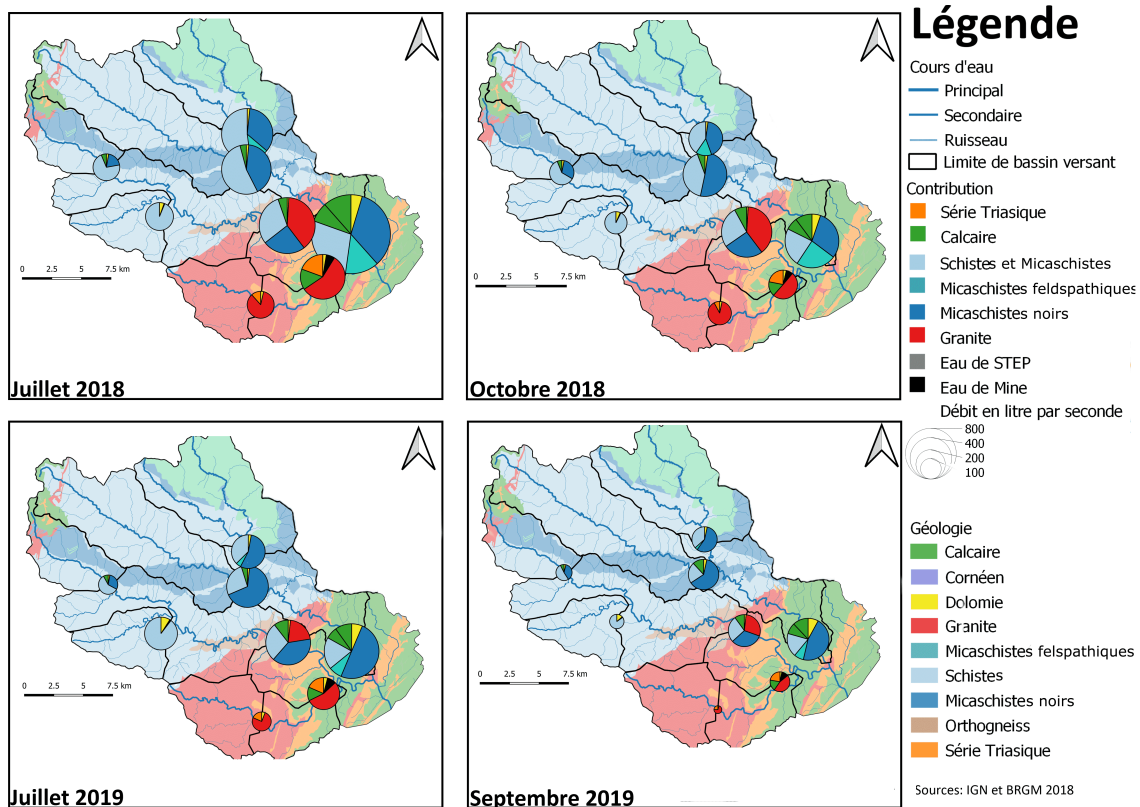 Légende
Cours d'eau
Principal
Secondaire
Ruisseau
Limite de bassin versant
Contribution
Série Triasique
Calcaire
Schistes et Micaschistes
Micaschistes feldspathiques
Micaschistes noirs
Granite
Eau de STEP
Eau de Mine
Débit en litre par seconde
800
400
200
100
Géologie
Calcaire
Cornéen
Dolomie
Granite
Micaschistes felspathiques
Schistes
Micaschistes noirs
Orthogneiss
Série Triasique
Sources: IGN et BRGM 2018
0 2.5 5 7.5 km
Juillet 2018
0 2.5 5 7.5 km
Octobre 2018
0 2.5 5 7.5 km
Juillet 2019
0 2.5 5 7.5 km
Septembre 2019